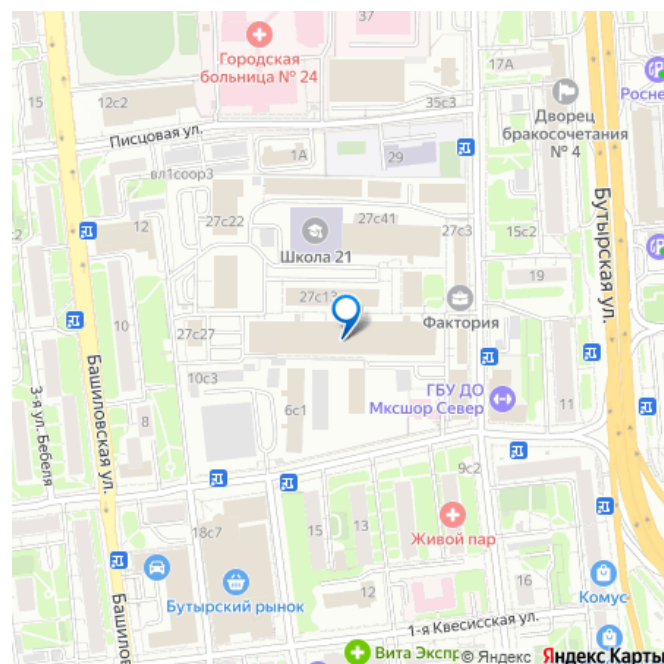 37
Городская
больница № 24
17А
Росне
15
12с2
35с3
Дворец
бракосочетания
№ 4
Писцовая ул.
1А
29
вл1соор3
Бутырская ул.
27с22
27с41
12
27с3
15с2
Школа 21
19
27с13
Фактория
10
27с27
Башиловская ул.
3-я ул. Бебеля
10с3
ГБУ ДО
Мксшор Север
6с1
8
11
9с2
18с7
15
13
Живой пар
Бутырский рынок
12
16
Комус
Башилов
1-я Квесисская ул.
Вита Экспр
© Яндекс Яндекс Карты